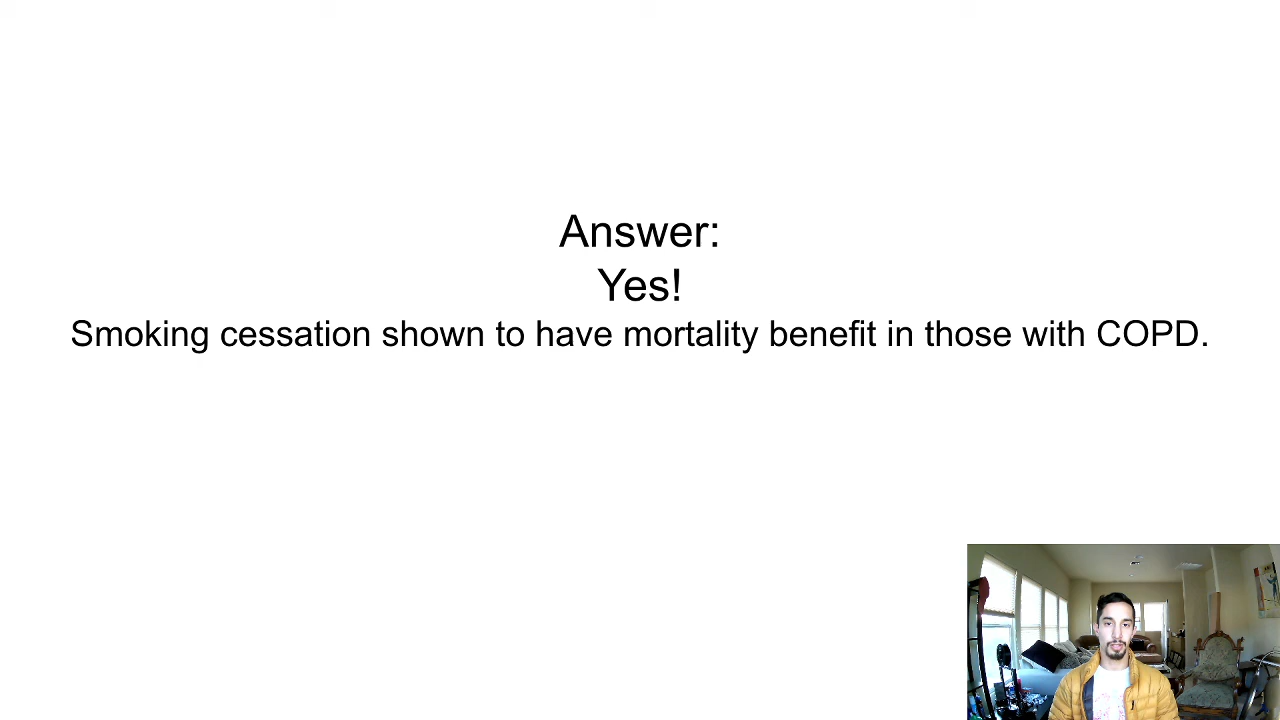 Answer:
Yes!
Smoking cessation shown to have mortality benefit in those with COPD.